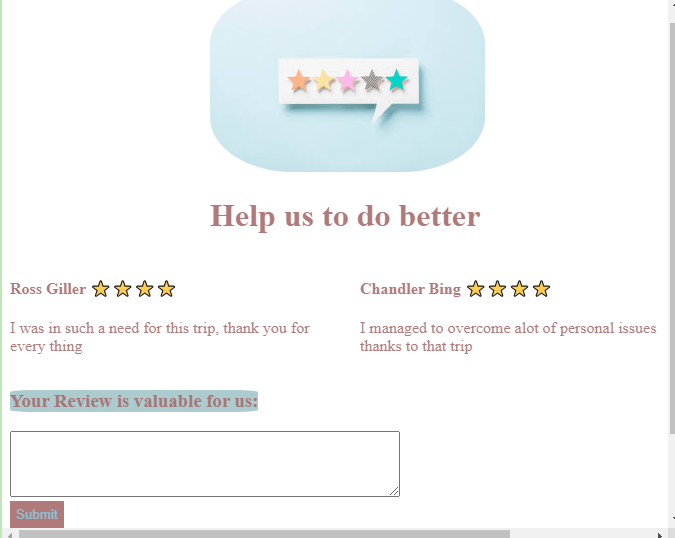 Help us to do better
Ross Giller
Chandler Bing
I was in such a need for this trip, thank you for
every thing
I managed to overcome alot of personal issues
thanks to that trip
Your Review is valuable for us:
Submit